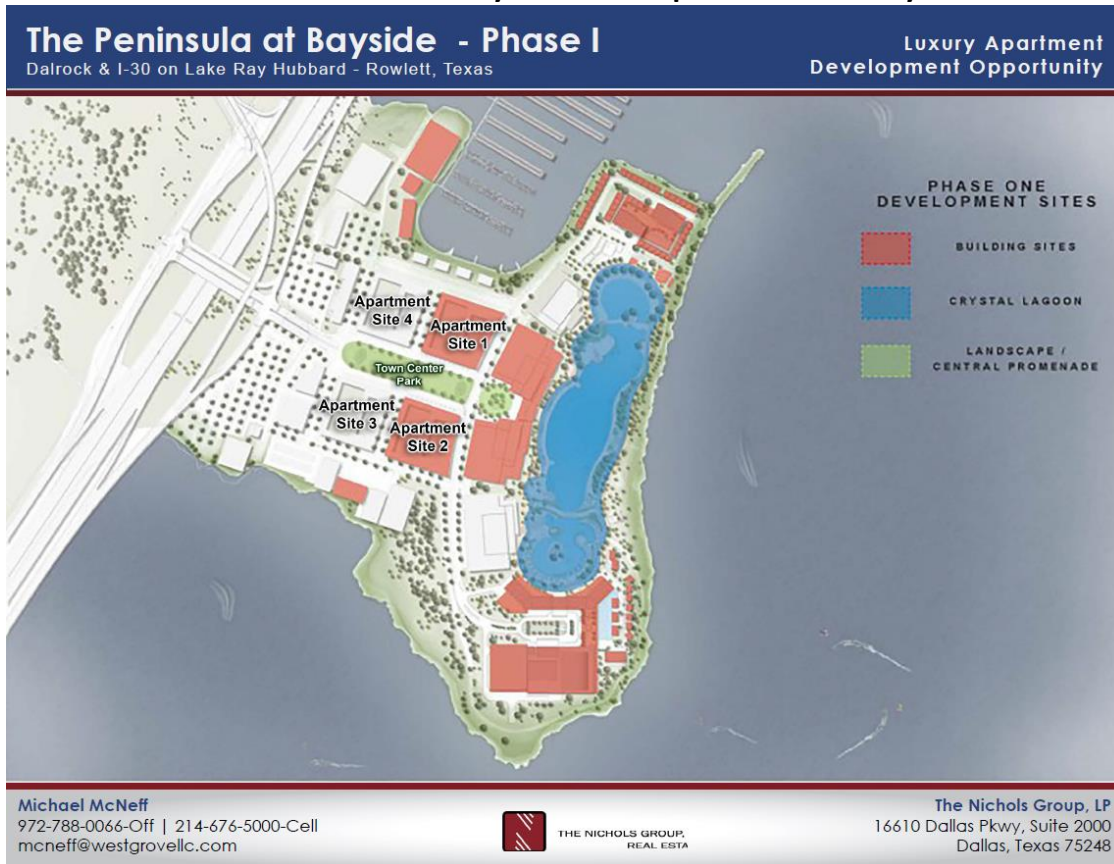 The Peninsula at Bayside - Phase I
Dalrock & I-30 on Lake Ray Hubbard - Rowlett, Texas
Luxury Apartment
Development Opportunity
PHASE ONE
DEVELOPMENT SITES
BUILDING SITES
CRYSTAL LAGOON
LANDSCAPE /
CENTRAL PROMENADE
Apartment
Site 4
Apartment
Site 1
Town Center
Park
Apartment
Site 3
Apartment
Site 2
Michael McNeff
972-788-0066-Off | 214-676-5000-Cell
mcneff@westgrovellc.com
THE NICHOLS GROUP,
REAL ESTA
The Nichols Group, LP
16610 Dallas Pkwy, Suite 2000
Dallas, Texas 75248